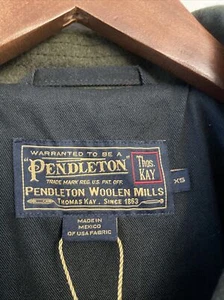 WARRANTED TO BE A
"PENDLETON"
Thos.
KAY
TRADE MARK REG. U.S. PAT. OFF.
PENDLETON WOOLEN MILLS
THOMAS KAY, SINCE 1863
XS
MADE IN
MEXICO
OF USA FABRIC